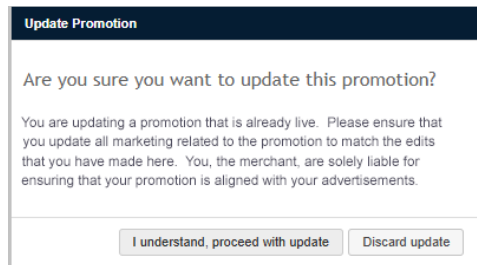 Update Promotion
Are you sure you want to update this promotion?
You are updating a promotion that is already live.  Please ensure that
you update all marketing related to the promotion to match the edits
that you have made here.  You, the merchant, are solely liable for
ensuring that your promotion is aligned with your advertisements.
I understand, proceed with update
Discard update